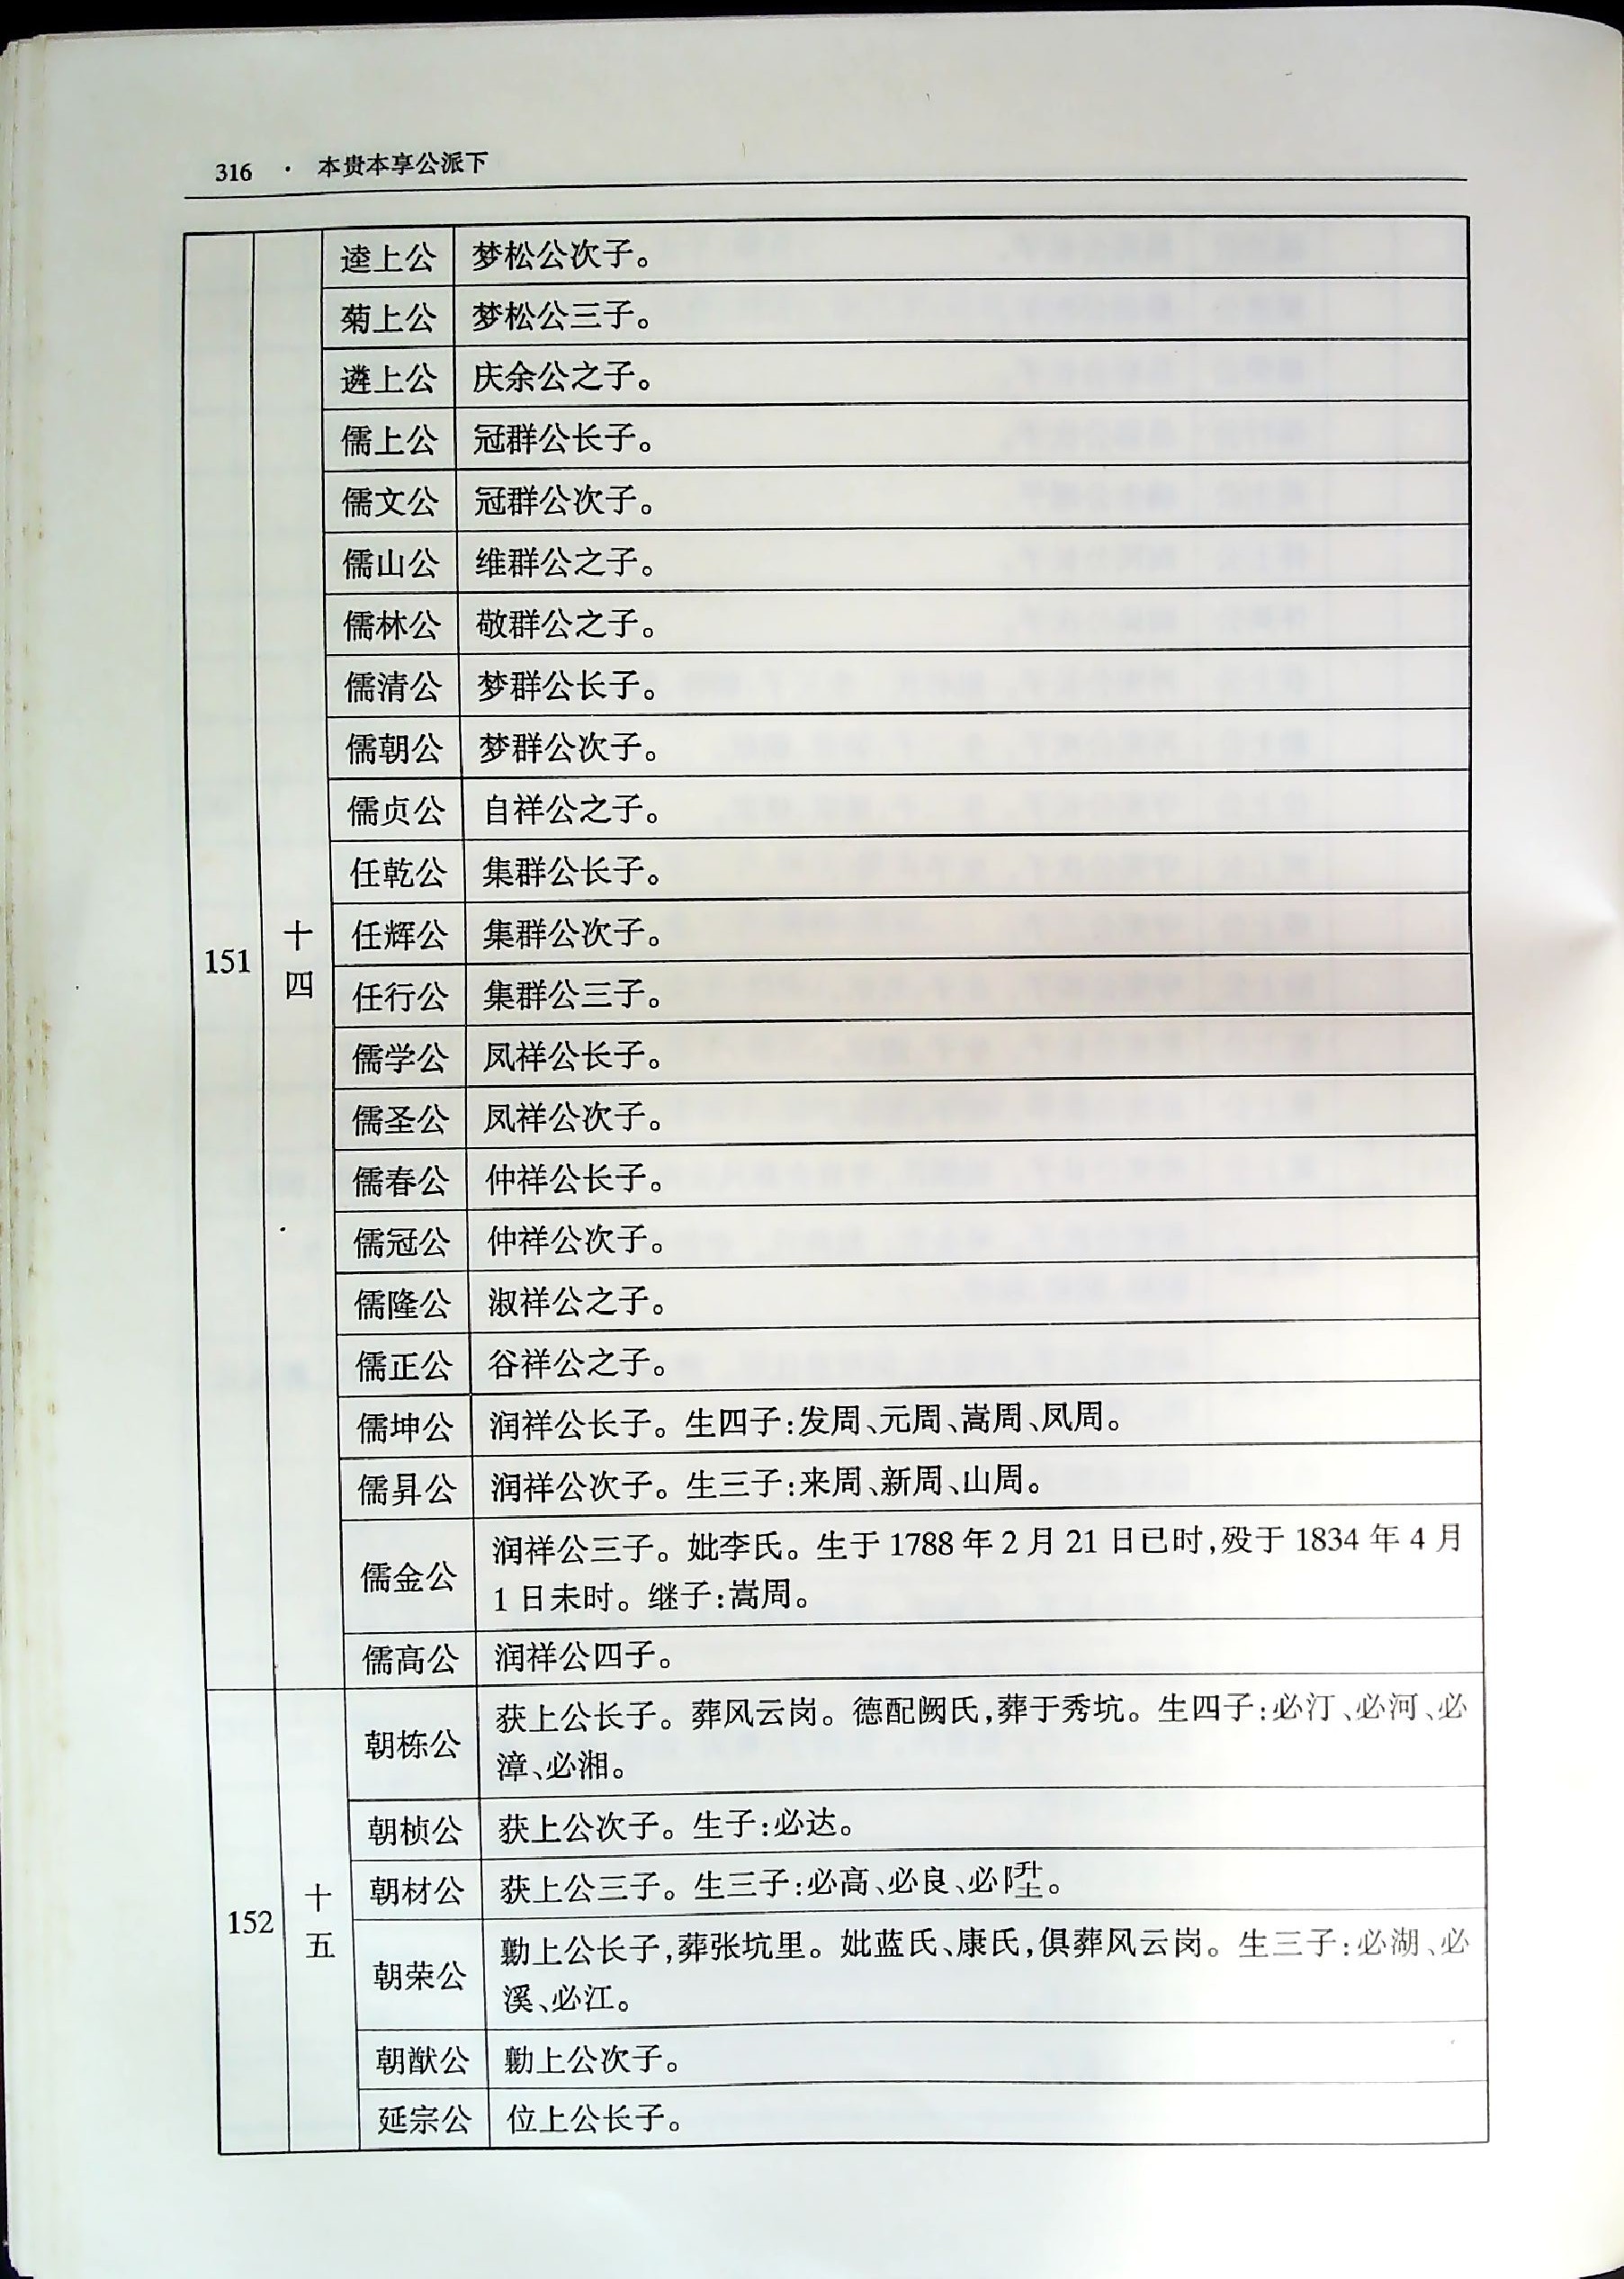 316 · 本贵本享公派下
逵上公 梦松公次子。
菊上公 梦松公三子。
遴上公 庆余公之子。
儒上公 冠群公长子。
儒文公 冠群公次子。
儒山公 维群公之子。
儒林公 敬群公之子。
儒清公 梦群公长子。
儒朝公 梦群公次子。
儒贞公 自祥公之子。
任乾公 集群公长子。
任辉公 集群公次子。
151 十四 任行公 集群公三子。
儒学公 凤祥公长子。
儒圣公 凤祥公次子。
儒春公 仲祥公长子。
儒冠公 仲祥公次子。
儒隆公 淑祥公之子。
儒正公 谷祥公之子。
儒坤公 润祥公长子。生四子:发周、元周、嵩周、凤周。
儒昇公 润祥公次子。生三子:来周、新周、山周。
儒金公 润祥公三子。妣李氏。生于1788年2月21日已时,殁于1834年4月
1日未时。继子:嵩周。
儒高公 润祥公四子。
朝栋公 获上公长子。葬风云岗。德配阙氏,葬于秀坑。生四子:必汀、必河、必
漳、必湘。
朝桢公 获上公次子。生子:必达。
朝材公 获上公三子。生三子:必高、必良、必陞。
152 十五 朝荣公 勤上公长子,葬张坑里。妣蓝氏、康氏,俱葬风云岗。生三子:必湖、必
溪、必江。
朝猷公 勤上公次子。
延宗公 位上公长子。